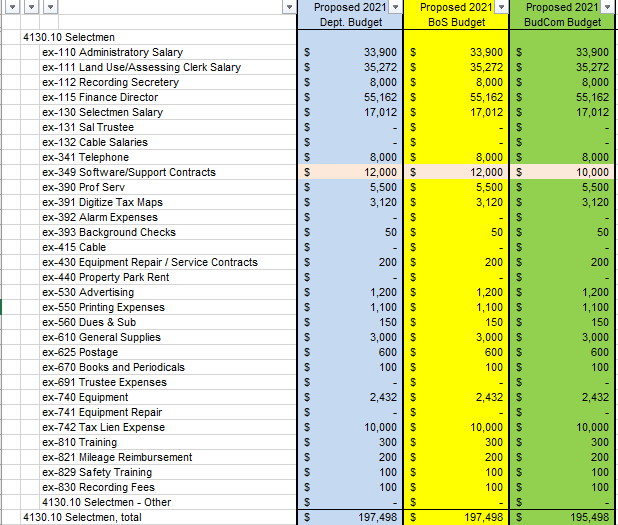 Proposed 2021 Proposed 2021 Proposed 2021
Dept. Budget BoS Budget BudCom Budget
4130.10 Selectmen
ex-110 Administratory Salary $ 33,900 $ 33,900 $ 33,900
ex-111 Land Use/Assessing Clerk Salary $ 35,272 $ 35,272 $ 35,272
ex-112 Recording Secretery $ 8,000 $ 8,000 $ 8,000
ex-115 Finance Director $ 55,162 $ 55,162 $ 55,162
ex-130 Selectmen Salary $ 17,012 $ 17,012 $ 17,012
ex-131 Sal Trustee $ - $ - $ -
ex-132 Cable Salaries $ - $ - $ -
ex-341 Telephone $ 8,000 $ 8,000 $ 8,000
ex-349 Software/Support Contracts $ 12,000 $ 12,000 $ 10,000
ex-390 Prof Serv $ 5,500 $ 5,500 $ 5,500
ex-391 Digitize Tax Maps $ 3,120 $ 3,120 $ 3,120
ex-392 Alarm Expenses $ - $ - $ -
ex-393 Background Checks $ 50 $ 50 $ 50
ex-415 Cable $ - $ - $ -
ex-430 Equipment Repair / Service Contracts $ 200 $ 200 $ 200
ex-440 Property Park Rent $ - $ - $ -
ex-530 Advertising $ 1,200 $ 1,200 $ 1,200
ex-550 Printing Expenses $ 1,100 $ 1,100 $ 1,100
ex-560 Dues & Sub $ 150 $ 150 $ 150
ex-610 General Supplies $ 3,000 $ 3,000 $ 3,000
ex-625 Postage $ 600 $ 600 $ 600
ex-670 Books and Periodicals $ 100 $ 100 $ 100
ex-691 Trustee Expenses $ - $ - $ -
ex-740 Equipment $ 2,432 $ 2,432 $ 2,432
ex-741 Equipment Repair $ - $ - $ -
ex-742 Tax Lien Expense $ 10,000 $ 10,000 $ 10,000
ex-810 Training $ 300 $ 300 $ 300
ex-821 Mileage Reimbursement $ 200 $ 200 $ 200
ex-829 Safety Training $ 100 $ 100 $ 100
ex-830 Recording Fees $ 100 $ 100 $ 100
4130.10 Selectmen - Other $ - $ - $ -
4130.10 Selectmen, total $ 197,498 $ 197,498 $ 195,498